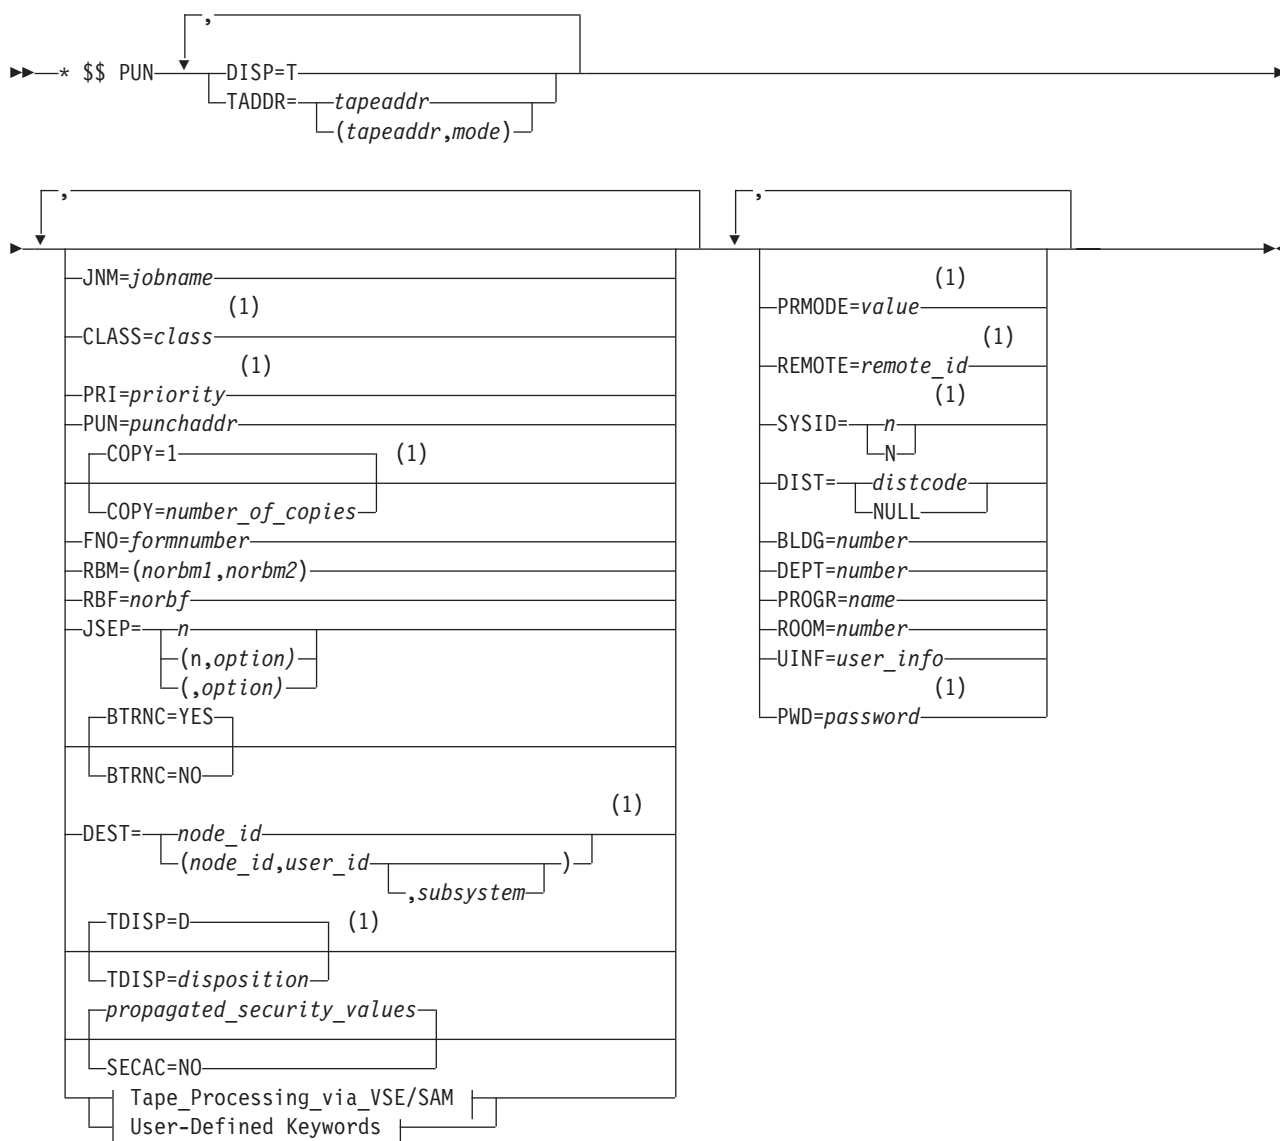 ,
* $$ PUN DISP=T
TADDR= tapeaddr
(tapeaddr,mode)
,
JNM=jobname
(1)
CLASS=class
(1)
PRI=priority
PUN=punchaddr
COPY=1 (1)
COPY=number_of_copies
FNO=formnumber
RBM=(norbm1,norbm2)
RBF=norbf
JSEP= n
(n,option)
(,option)
BTRNC=YES
BTRNC=NO
(1)
DEST= node_id
(node_id,user_id )
,subsystem
TDISP=D (1)
TDISP=disposition
propagated_security_values
SECAC=NO
Tape_Processing_via_VSE/SAM
User-Defined Keywords
,
(1)
PRMODE=value
(1)
REMOTE=remote_id
(1)
SYSID= n
N
DIST= distcode
NULL
BLDG=number
DEPT=number
PROGR=name
ROOM=number
UINF=user_info
(1)
PWD=password